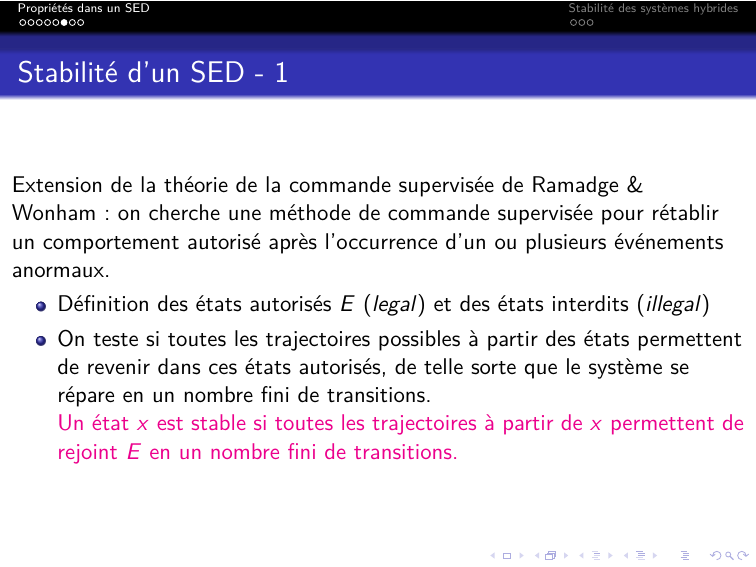 Propriétés dans un SED
Stabilité des systèmes hybrides
Stabilité d'un SED - 1
Extension de la théorie de la commande supervisée de Ramadge &
Wonham : on cherche une méthode de commande supervisée pour rétablir
un comportement autorisé après l'occurrence d'un ou plusieurs événements
anormaux.
Définition des états autorisés E (legal) et des états interdits (illegal)
On teste si toutes les trajectoires possibles à partir des états permettent
de revenir dans ces états autorisés, de telle sorte que le système se
répare en un nombre fini de transitions.
Un état x est stable si toutes les trajectoires à partir de x permettent de
rejoint E en un nombre fini de transitions.